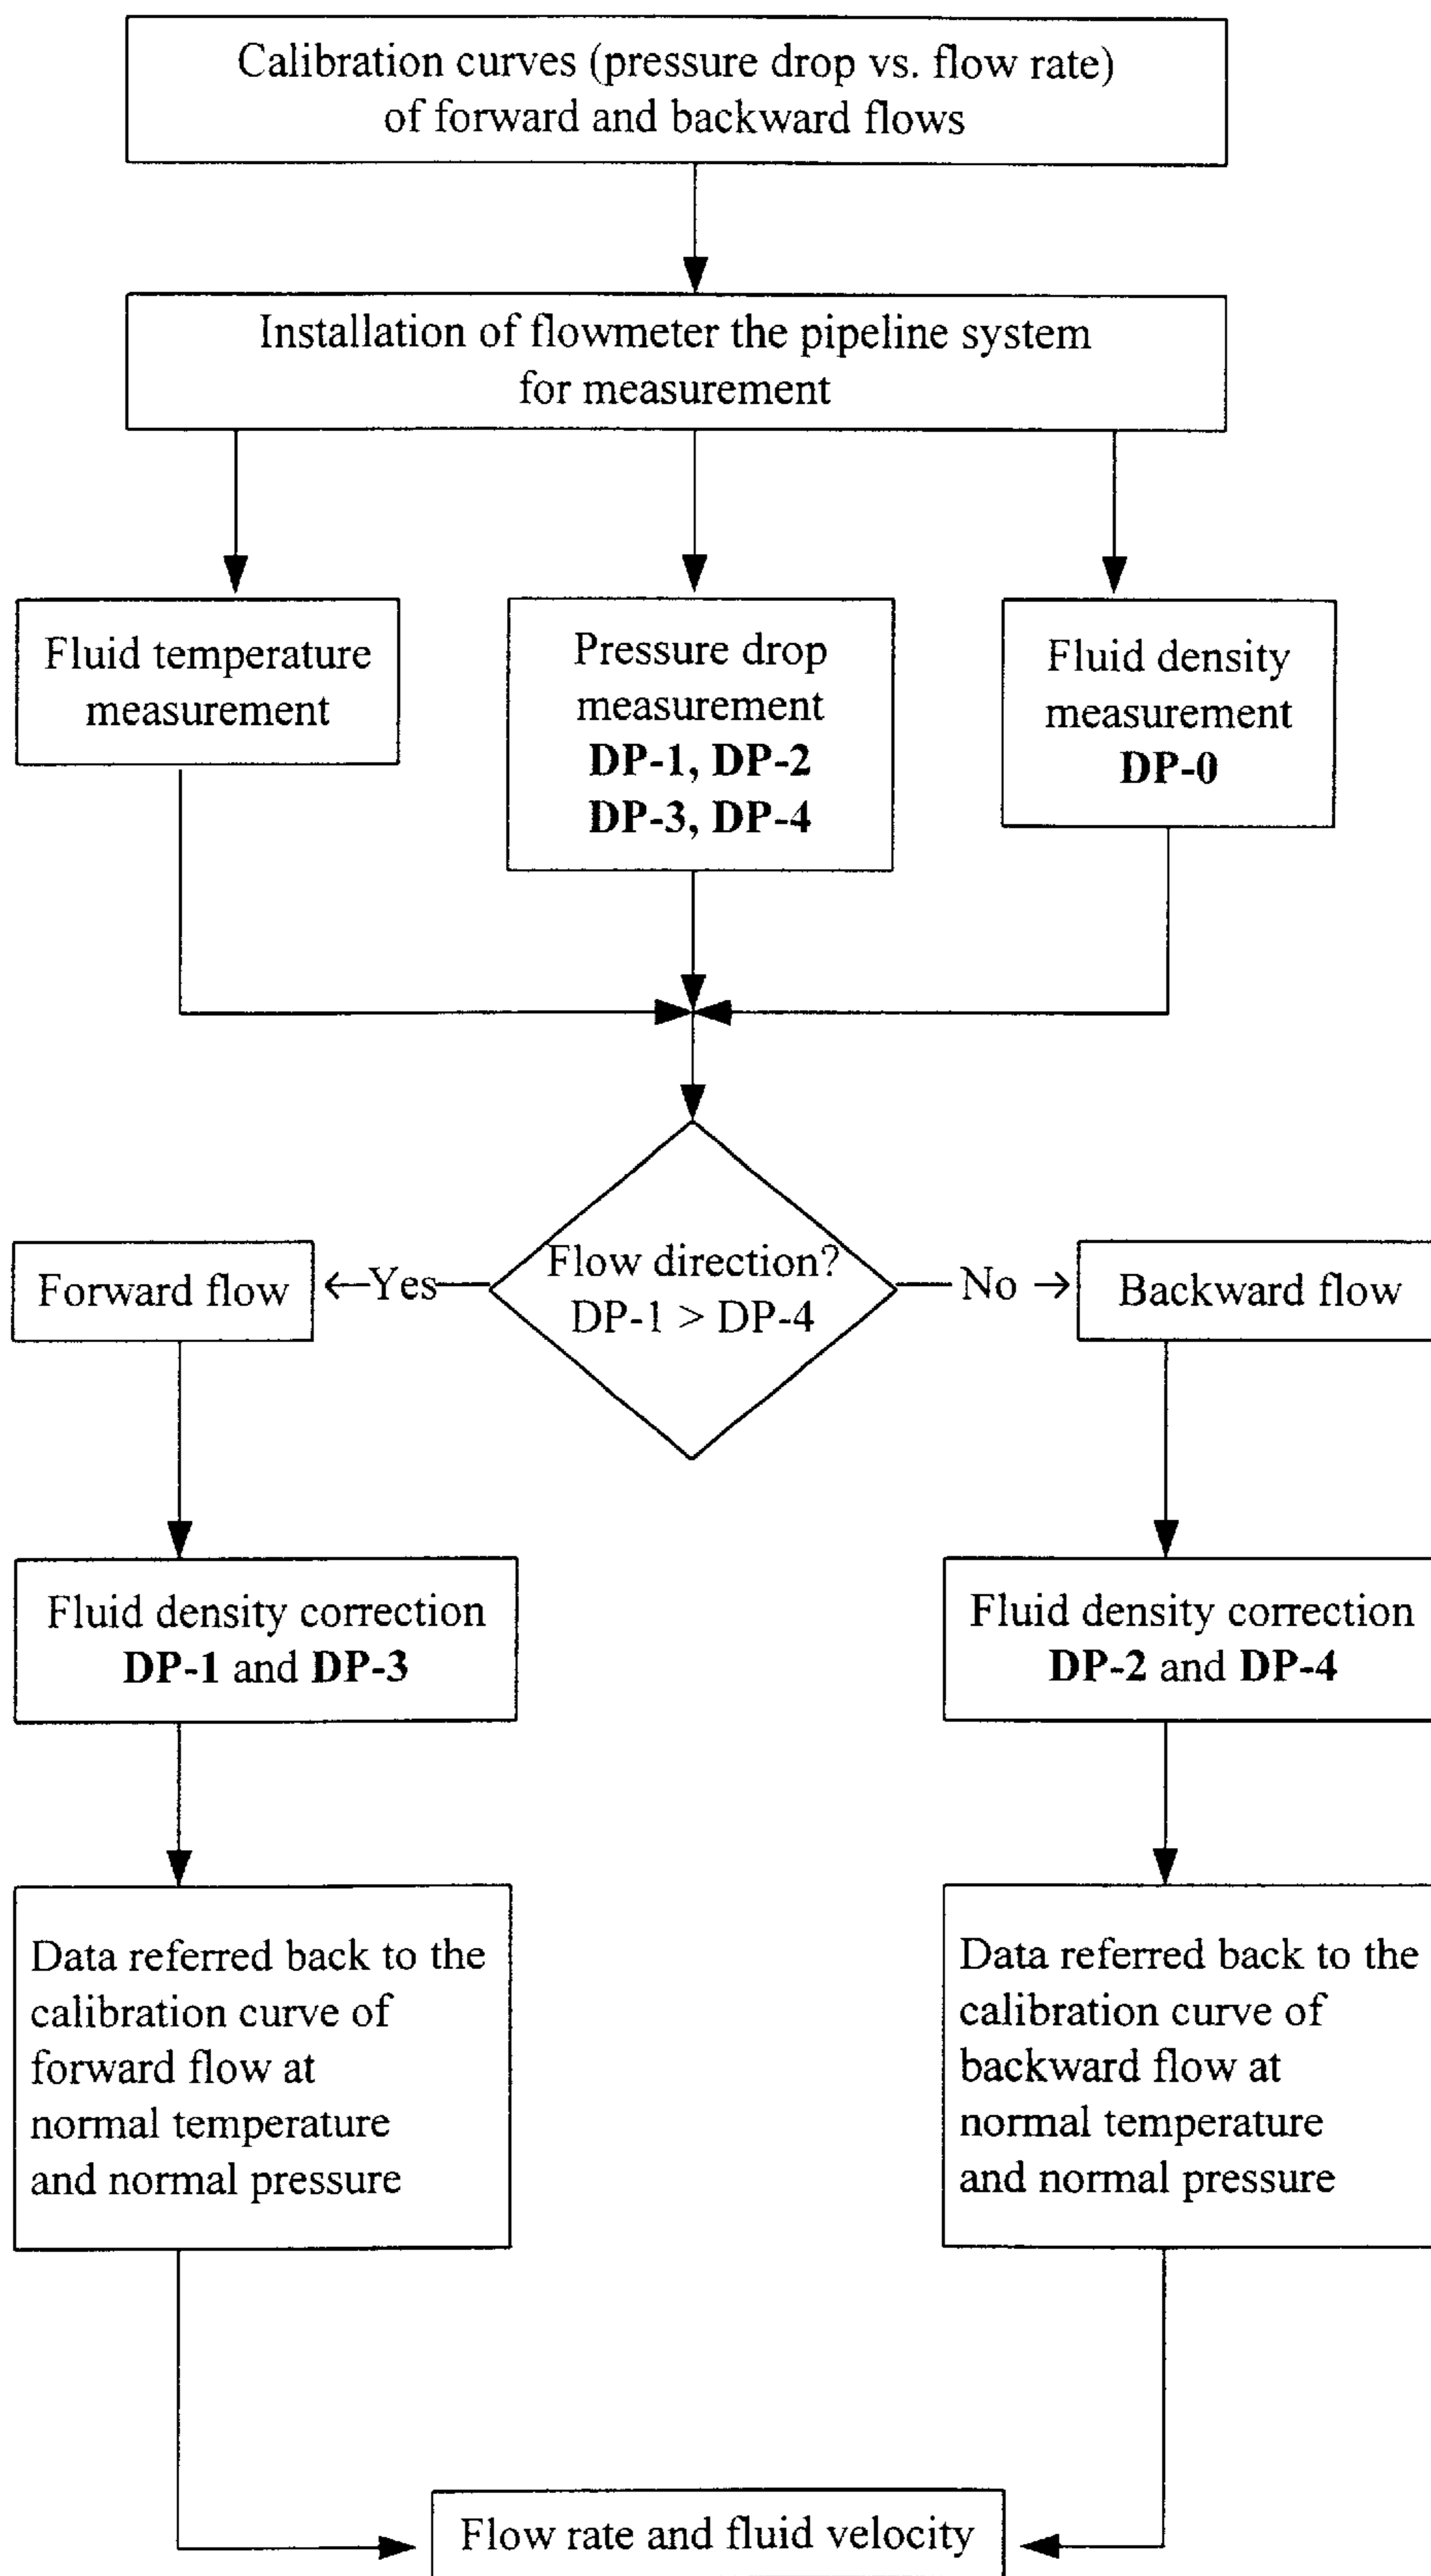 Calibration curves (pressure drop vs. flow rate)
of forward and backward flows
Installation of flowmeter the pipeline system
for measurement
Fluid temperature
measurement
Pressure drop
measurement
DP-1, DP-2
DP-3, DP-4
Fluid density
measurement
DP-0
Flow direction?
DP-1 > DP-4
Yes
No
Forward flow
Backward flow
Fluid density correction
DP-1 and DP-3
Fluid density correction
DP-2 and DP-4
Data referred back to the
calibration curve of
forward flow at
normal temperature
and normal pressure
Data referred back to the
calibration curve of
backward flow at
normal temperature
and normal pressure
Flow rate and fluid velocity